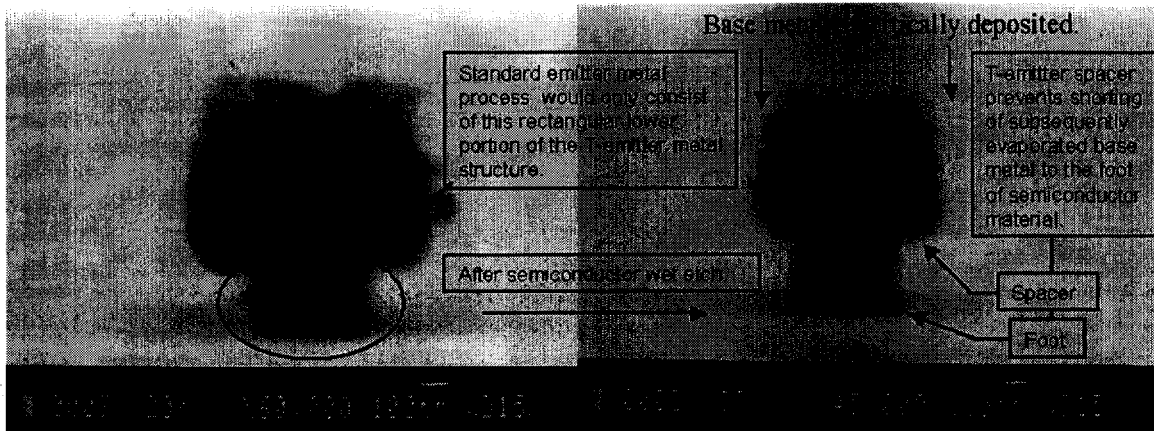 Base deposited.
Standard emitter metal
process would only consist
of this rectangular lower
portion of the T-emitter metal
structure.
T-emitter spacer
prevents shorting
of subsequently
evaporated base
metal to the foot
of semiconductor
material.
After semiconductor wet etch
Spacer
Foot